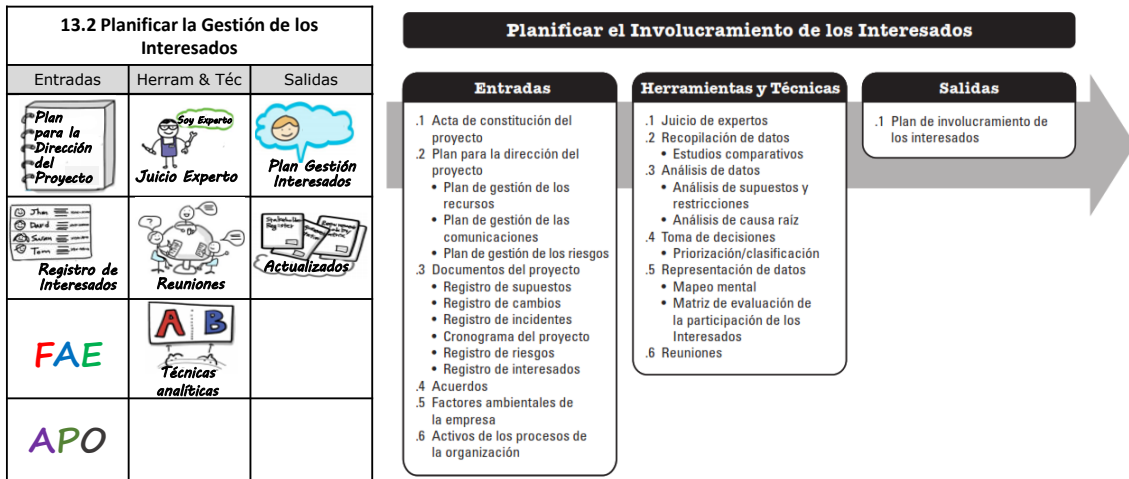 13.2 Planificar la Gestión de los
Interesados
Entradas
Herram & Téc
Salidas
Plan
para la
Dirección
del
Proyecto
Soy Experto
Juicio Experto
Plan Gestión
Interesados
Jhon
David
Susan
Tom
Registro de
Interesados
Reuniones
Actualizados
FAE
A B
Técnicas
analíticas
APO
Planificar el Involucramiento de los Interesados
Entradas
.1 Acta de constitución del
proyecto
.2 Plan para la dirección del
proyecto
• Plan de gestión de los
recursos
• Plan de gestión de las
comunicaciones
• Plan de gestión de los riesgos
.3 Documentos del proyecto
• Registro de supuestos
• Registro de cambios
• Registro de incidentes
• Cronograma del proyecto
• Registro de riesgos
• Registro de interesados
.4 Acuerdos
.5 Factores ambientales de
la empresa
.6 Activos de los procesos de
la organización
Herramientas y Técnicas
.1 Juicio de expertos
.2 Recopilación de datos
• Estudios comparativos
.3 Análisis de datos
• Análisis de supuestos y
restricciones
• Análisis de causa raíz
.4 Toma de decisiones
• Priorización/clasificación
.5 Representación de datos
• Mapeo mental
• Matriz de evaluación de
la participación de los
Interesados
.6 Reuniones
Salidas
.1 Plan de involucramiento de
los interesados